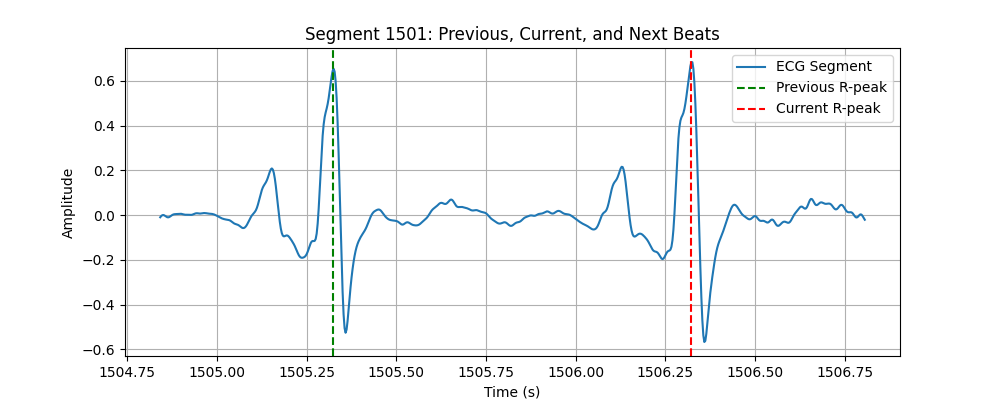 Segment 1501: Previous, Current, and Next Beats
ECG Segment
Previous R-peak
Current R-peak
Amplitude
0.6
0.4
0.2
0.0
−0.2
−0.4
−0.6
1504.75 1505.00 1505.25 1505.50 1505.75 1506.00 1506.25 1506.50 1506.75
Time (s)